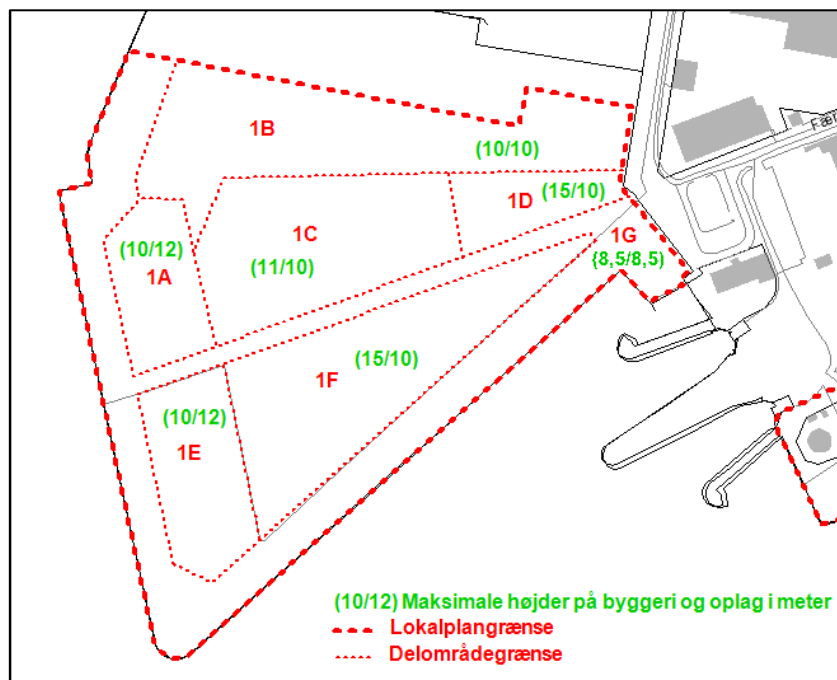 1B
(10/10)
1D
(15/10)
1C
1G
(10/12)
1A
(11/10)
(8,5/8,5)
(15/10)
1F
(10/12)
1E
(10/12) Maksimale højder på byggeri og oplag i meter
Lokalplangrænse
Delområdegrænse